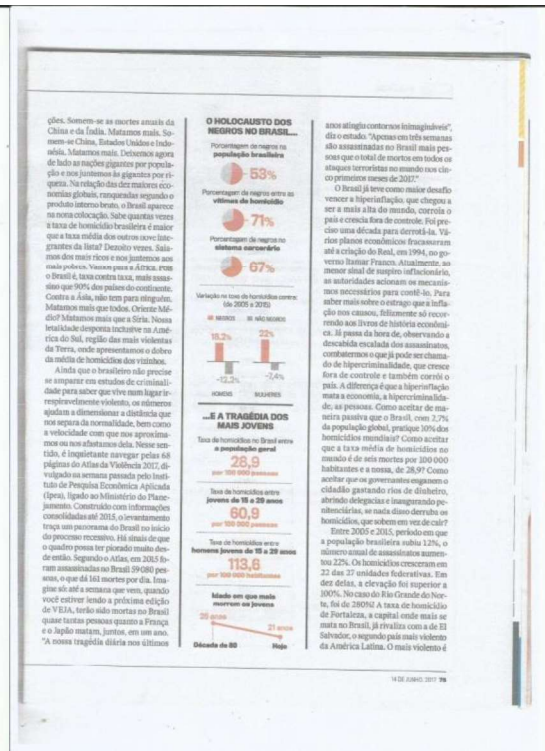 ções. Somem-se as mortes anuais da
China e da Índia. Matamos mais. So-
mem-se China, Estados Unidos e Indo-
nésia. Matamos mais. Deixemos agora
de lado as nações gigantes por popula-
ção e nos juntemos às gigantes por ri-
queza. Na relação das dez maiores eco-
nomias globais, ranqueadas segundo o
produto interno bruto, o Brasil aparece
na nona colocação. Sabe quantas vezes
a taxa de homicídio brasileira é maior
que a taxa média dos outros nove inte-
grantes da lista? Dezoito vezes. Saia-
mos dos mais ricos e nos juntemos aos
mais pobres. Vamos para a África. Pois
o Brasil é, taxa contra taxa, mais assas-
sino que 90% dos países do continente.
Contra a Ásia, não tem para ninguém.
Matamos mais que todos. Oriente Mé-
dio? Matamos mais que a Síria. Nossa
letalidade desponta inclusive na Amé-
rica do Sul, região das mais violentas
da Terra, onde apresentamos o dobro
da média de homicídios dos vizinhos.
Ainda que o brasileiro não precise
se amparar em estudos de criminali-
dade para saber que vive num lugar ir-
respiravelmente violento, os números
ajudam a dimensionar a distância que
nos separa da normalidade, bem como
a velocidade com que nos aproxima-
mos ou nos afastamos dela. Nesse sen-
tido, é inquietante navegar pelas 68
páginas do Atlas da Violência 2017, di-
vulgado na semana passada pelo Insti-
tuto de Pesquisa Econômica Aplicada
(Ipea), ligado ao Ministério do Plane-
jamento. Construído com informações
consolidadas até 2015, o levantamento
traça um panorama do Brasil no início
do processo recessivo. Há sinais de que
o quadro possa ter piorado muito des-
de então. Segundo o Atlas, em 2015 fo-
ram assassinadas no Brasil 59 080 pes-
soas, o que dá 161 mortes por dia. Ima-
gine só: até a semana que vem, quando
você estiver lendo a próxima edição
de VEJA, terão sido mortas no Brasil
quase tantas pessoas quanto a França
e o Japão matam, juntos, em um ano.
"A nossa tragédia diária nos últimos
O HOLOCAUSTO DOS
NEGROS NO BRASIL...
Porcentagem de negros na
população brasileira
53%
Porcentagem de negros entre as
vítimas de homicídio
71%
Porcentagem de negros no
sistema carcerário
67%
Variação na taxa de homicídios contra:
(de 2005 a 2015)
NEGROS NÃO NEGROS
18,2% 22%
-12,2% -7,4%
HOMENS MULHERES
...E A TRAGÉDIA DOS
MAIS JOVENS
Taxa de homicídios no Brasil entre
a população geral
28,9
por 100 000 pessoas
Taxa de homicídios entre
jovens de 15 a 29 anos
60,9
por 100 000 pessoas
Taxa de homicídios entre
homens jovens de 15 a 29 anos
113,6
por 100 000 habitantes
Idade em que mais
morrem os jovens
25 anos
21 anos
Década de 80 Hoje
anos atingiu contornos inimagináveis",
diz o estudo. "Apenas em três semanas
são assassinadas no Brasil mais pes-
soas que o total de mortos em todos os
ataques terroristas no mundo nos cin-
co primeiros meses de 2017."
O Brasil já teve como maior desafio
vencer a hiperinflação, que chegou a
ser a mais alta do mundo, corroía o
país e crescia fora de controle. Foi pre-
ciso uma década para derrotá-la. Vá-
rios planos econômicos fracassaram
até a criação do Real, em 1994, no go-
verno Itamar Franco. Atualmente, ao
menor sinal de suspiro inflacionário,
as autoridades acionam os mecanis-
mos necessários para contê-lo. Para
saber mais sobre o estrago que a infla-
ção nos causou, felizmente só recor-
rendo aos livros de história econômi-
ca. Já passa da hora de, observando a
descabida escalada dos assassinatos,
combatermos o que já pode ser chama-
do de hipercriminalidade, que cresce
fora de controle e também corrói o
país. A diferença é que a hiperinflação
mata a economia, a hipercriminalida-
de, as pessoas. Como aceitar de ma-
neira passiva que o Brasil, com 2,7%
da população global, pratique 10% dos
homicídios mundiais? Como aceitar
que a taxa média de homicídios no
mundo é de seis mortes por 100 000
habitantes e a nossa, de 28,9? Como
aceitar que os governantes enganem o
cidadão gastando rios de dinheiro,
abrindo delegacias e inaugurando pe-
nitenciárias, se nada disso derruba os
homicídios, que sobem em vez de cair?
Entre 2005 e 2015, período em que
a população brasileira subiu 12%, o
número anual de assassinatos aumen-
tou 22%. Os homicídios cresceram em
22 das 27 unidades federativas. Em
dez delas, a elevação foi superior a
100%. No caso do Rio Grande do Nor-
te, foi de 280%! A taxa de homicídio
de Fortaleza, a capital onde mais se
mata no Brasil, já rivaliza com a de El
Salvador, o segundo país mais violento
da América Latina. O mais violento é
14 DE JUNHO, 2017 75